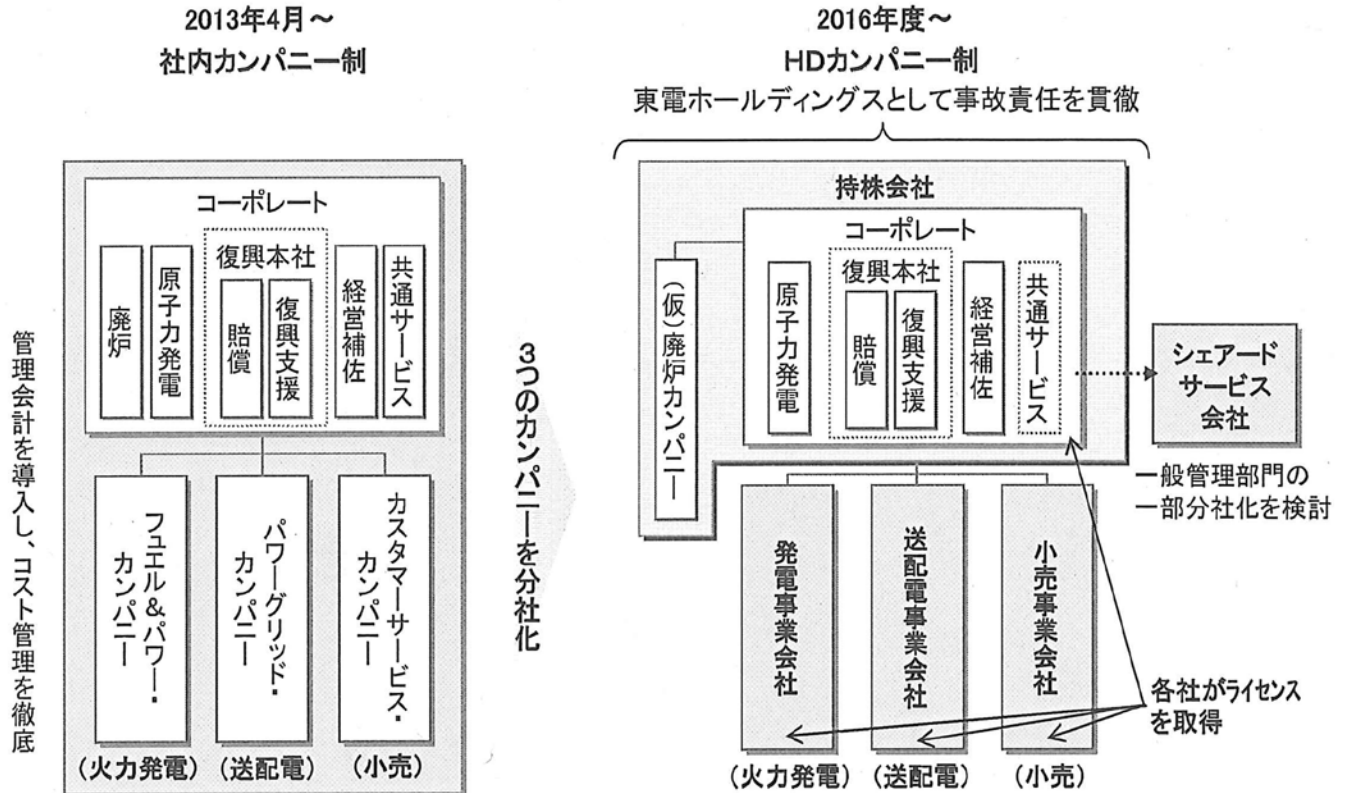 2013年4月～
社内カンパニー制
コーポレート
廃炉
原子力発電
復興本社
賠償
復興支援
経営補佐
共通サービス
管理会計を導入し、コスト管理を徹底
フュエル&パワー・
カンパニー
パワーグリッド・
カンパニー
カスタマーサービス・
カンパニー
(火力発電)
(送配電)
(小売)
3つのカンパニーを分社化
2016年度～
HDカンパニー制
東電ホールディングスとして事故責任を貫徹
持株会社
コーポレート
(仮)廃炉カンパニー
原子力発電
復興本社
賠償
復興支援
経営補佐
共通サービス
シェアード
サービス
会社
一般管理部門の
一部分社化を検討
発電事業会社
送配電事業会社
小売事業会社
各社がライセンス
を取得
(火力発電)
(送配電)
(小売)